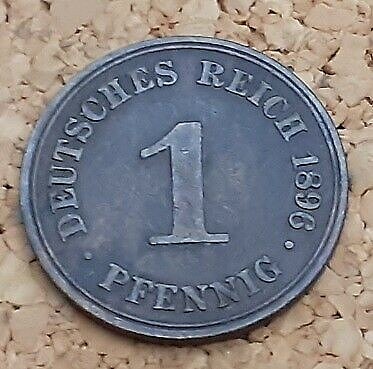 DEUTSCHES REICH 1896 ·
1
· PFENNIG ·